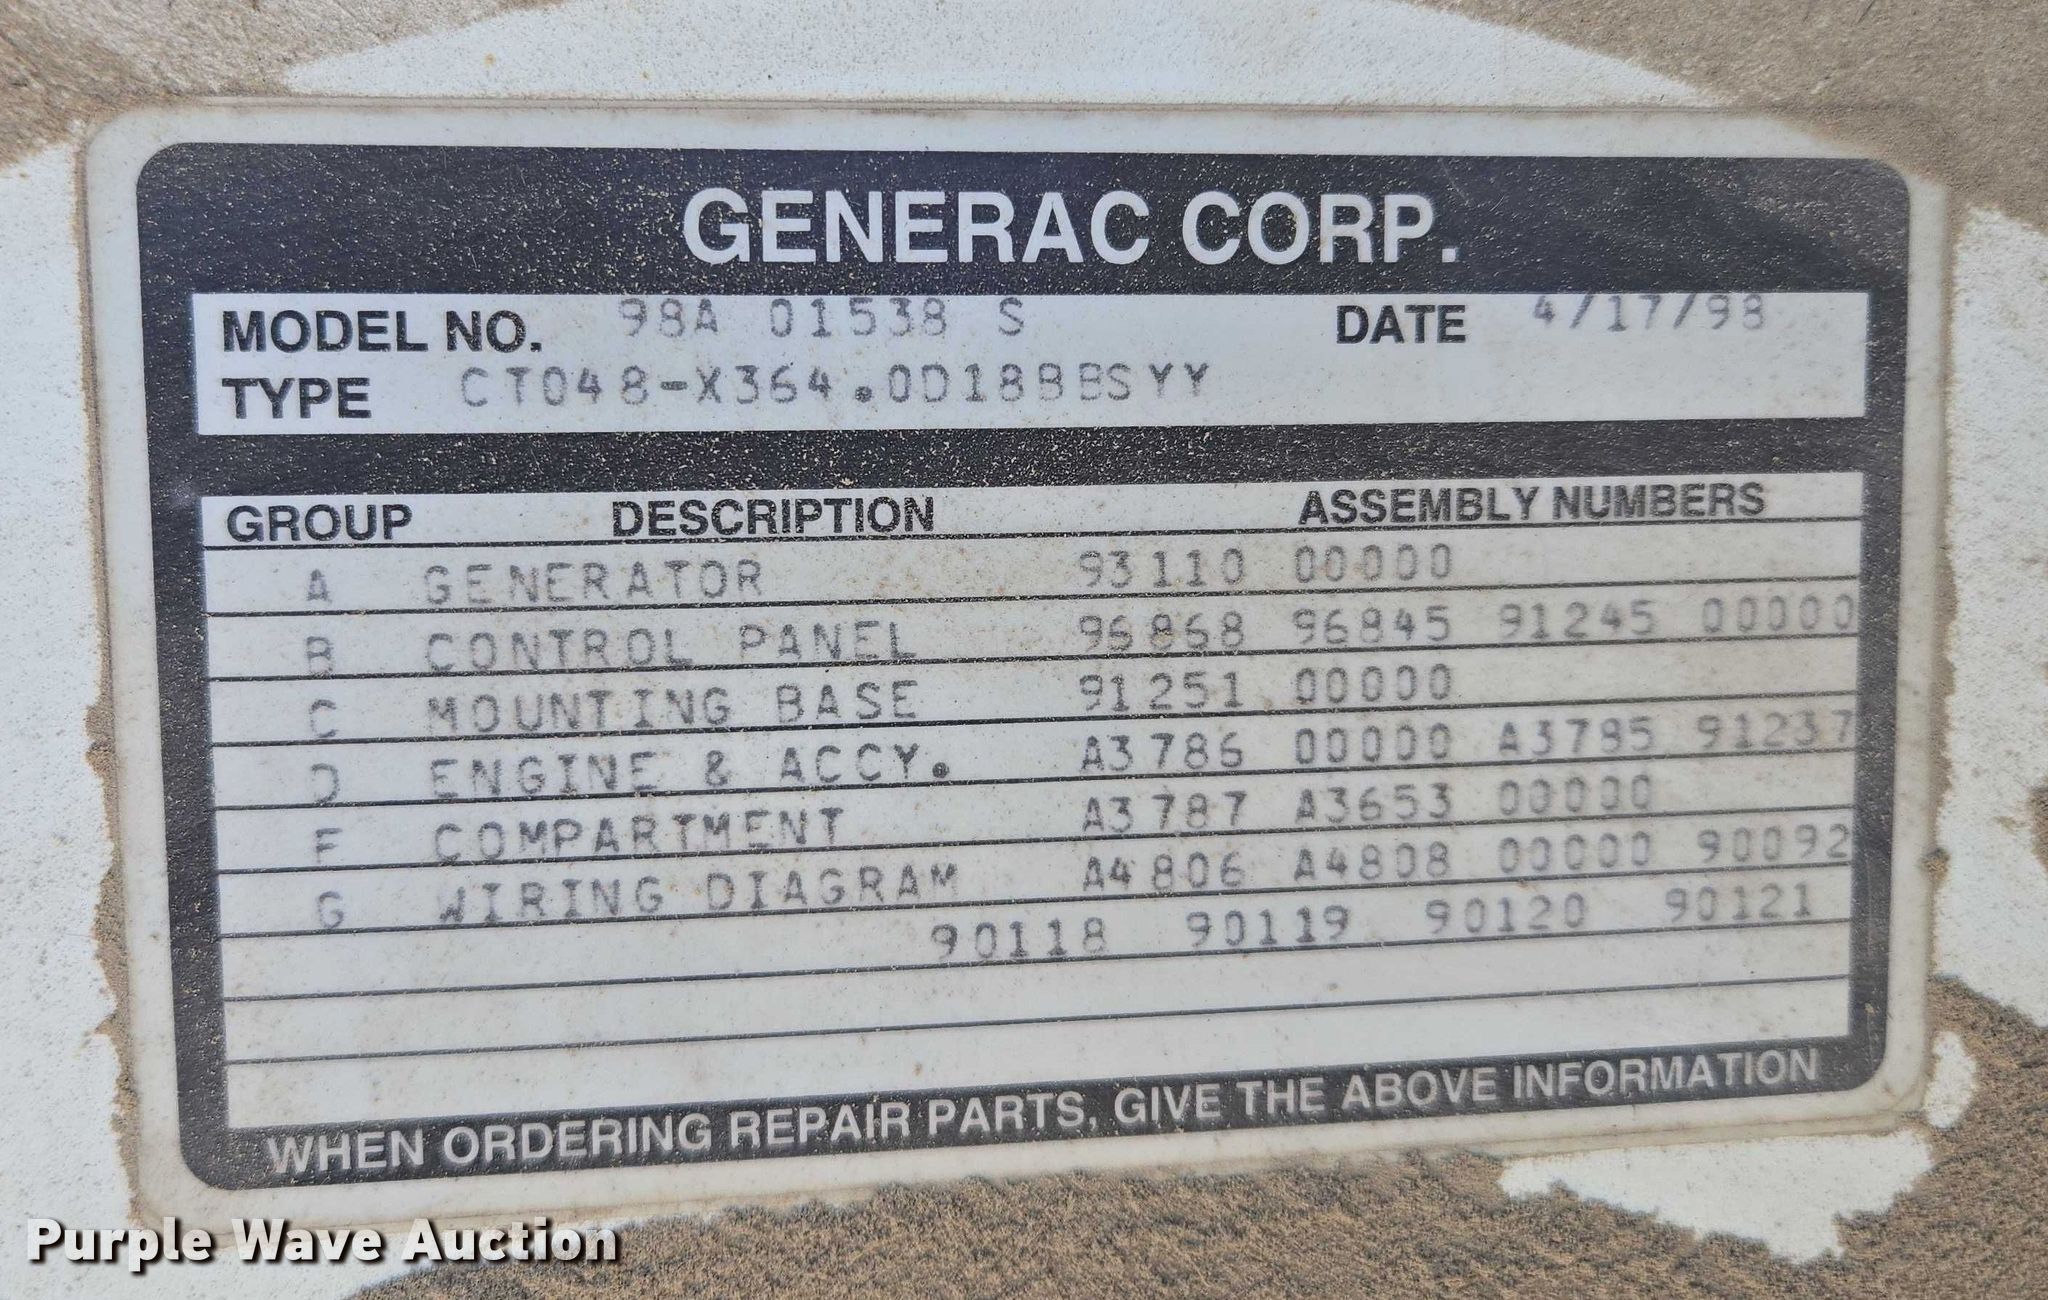 GENERAC CORP.
MODEL NO. 98A 01538 S DATE 4/17/98
TYPE CT048-X364.0D18BBSYY
GROUP DESCRIPTION ASSEMBLY NUMBERS
A GENERATOR 93110 00000
B CONTROL PANEL 96868 96845 91245 00000
C MOUNTING BASE 91251 00000
D ENGINE & ACCY. A3786 00000 A3785 91237
F COMPARTMENT A3787 A3653 00000
G WIRING DIAGRAM A4806 A4808 00000 90092
90118 90119 90120 90121
WHEN ORDERING REPAIR PARTS, GIVE THE ABOVE INFORMATION
Purple Wave Auction